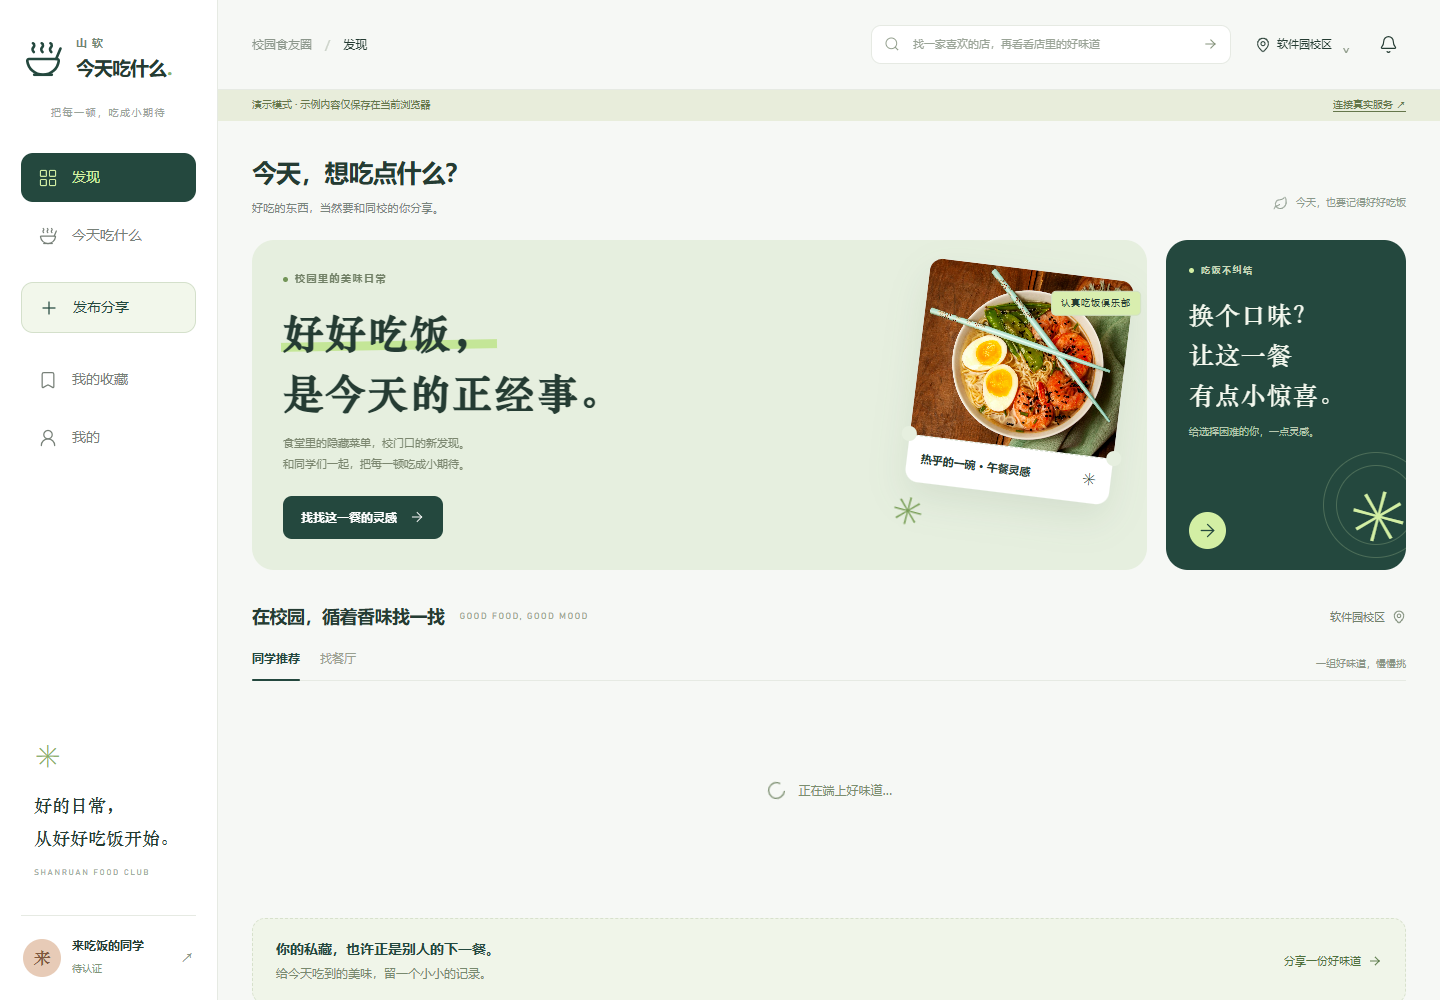 山软
今天吃什么.
把每一顿，吃成小期待
发现
今天吃什么
发布分享
我的收藏
我的
好的日常，
从好好吃饭开始。
SHANRUAN FOOD CLUB
来
来吃饭的同学
待认证
校园食友圈 / 发现
找一家喜欢的店，再看看店里的好味道
软件园校区
演示模式 · 示例内容仅保存在当前浏览器
连接真实服务 ↗
今天，想吃点什么？
好吃的东西，当然要和同校的你分享。
今天，也要记得好好吃饭
校园里的美味日常
好好吃饭，
是今天的正经事。
食堂里的隐藏菜单，校门口的新发现。
和同学们一起，把每一顿吃成小期待。
找找这一餐的灵感
认真吃饭俱乐部
热乎的一碗 · 午餐灵感
吃饭不纠结
换个口味？
让这一餐
有点小惊喜。
给选择困难的你，一点灵感。
在校园，循着香味找一找
GOOD FOOD, GOOD MOOD
软件园校区
同学推荐
找餐厅
一组好味道，慢慢挑
正在端上好味道...
你的私藏，也许正是别人的下一餐。
给今天吃到的美味，留一个小小的记录。
分享一份好味道